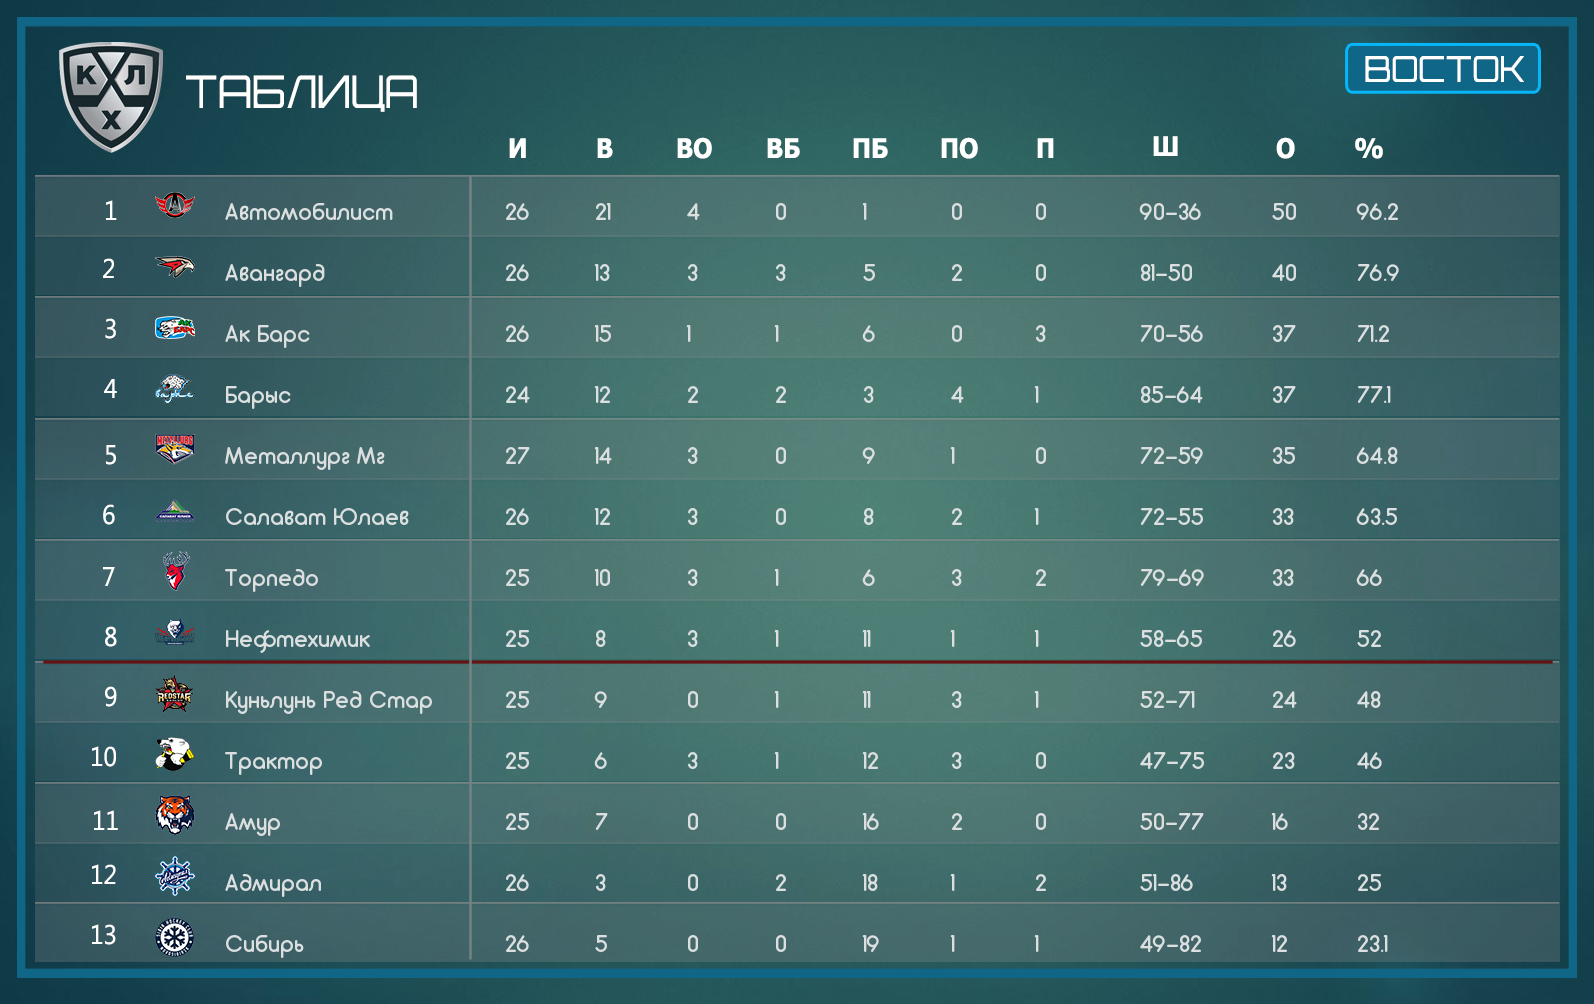 КХЛ
ТАБЛИЦА
ВОСТОК
И В ВО ВБ ПБ ПО П Ш О %
1 Автомобилист 26 21 4 0 1 0 0 90-36 50 96.2
2 Авангард 26 13 3 3 5 2 0 81-50 40 76.9
3 АК БАРС Ак Барс 26 15 1 1 6 0 3 70-56 37 71.2
4 Барыс 24 12 2 2 3 4 1 85-64 37 77.1
5 METALLURG Металлург Мг 27 14 3 0 9 1 0 72-59 35 64.8
6 Салават Юлаев 26 12 3 0 8 2 1 72-55 33 63.5
7 Торпедо 25 10 3 1 6 3 2 79-69 33 66
8 Нефтехимик 25 8 3 1 11 1 1 58-65 26 52
9 REDSTAR Куньлунь Ред Стар 25 9 0 1 11 3 1 52-71 24 48
10 Трактор 25 6 3 1 12 3 0 47-75 23 46
11 Амур 25 7 0 0 16 2 0 50-77 16 32
12 Адмирал 26 3 0 2 18 1 2 51-86 13 25
13 Сибирь 26 5 0 0 19 1 1 49-82 12 23.1